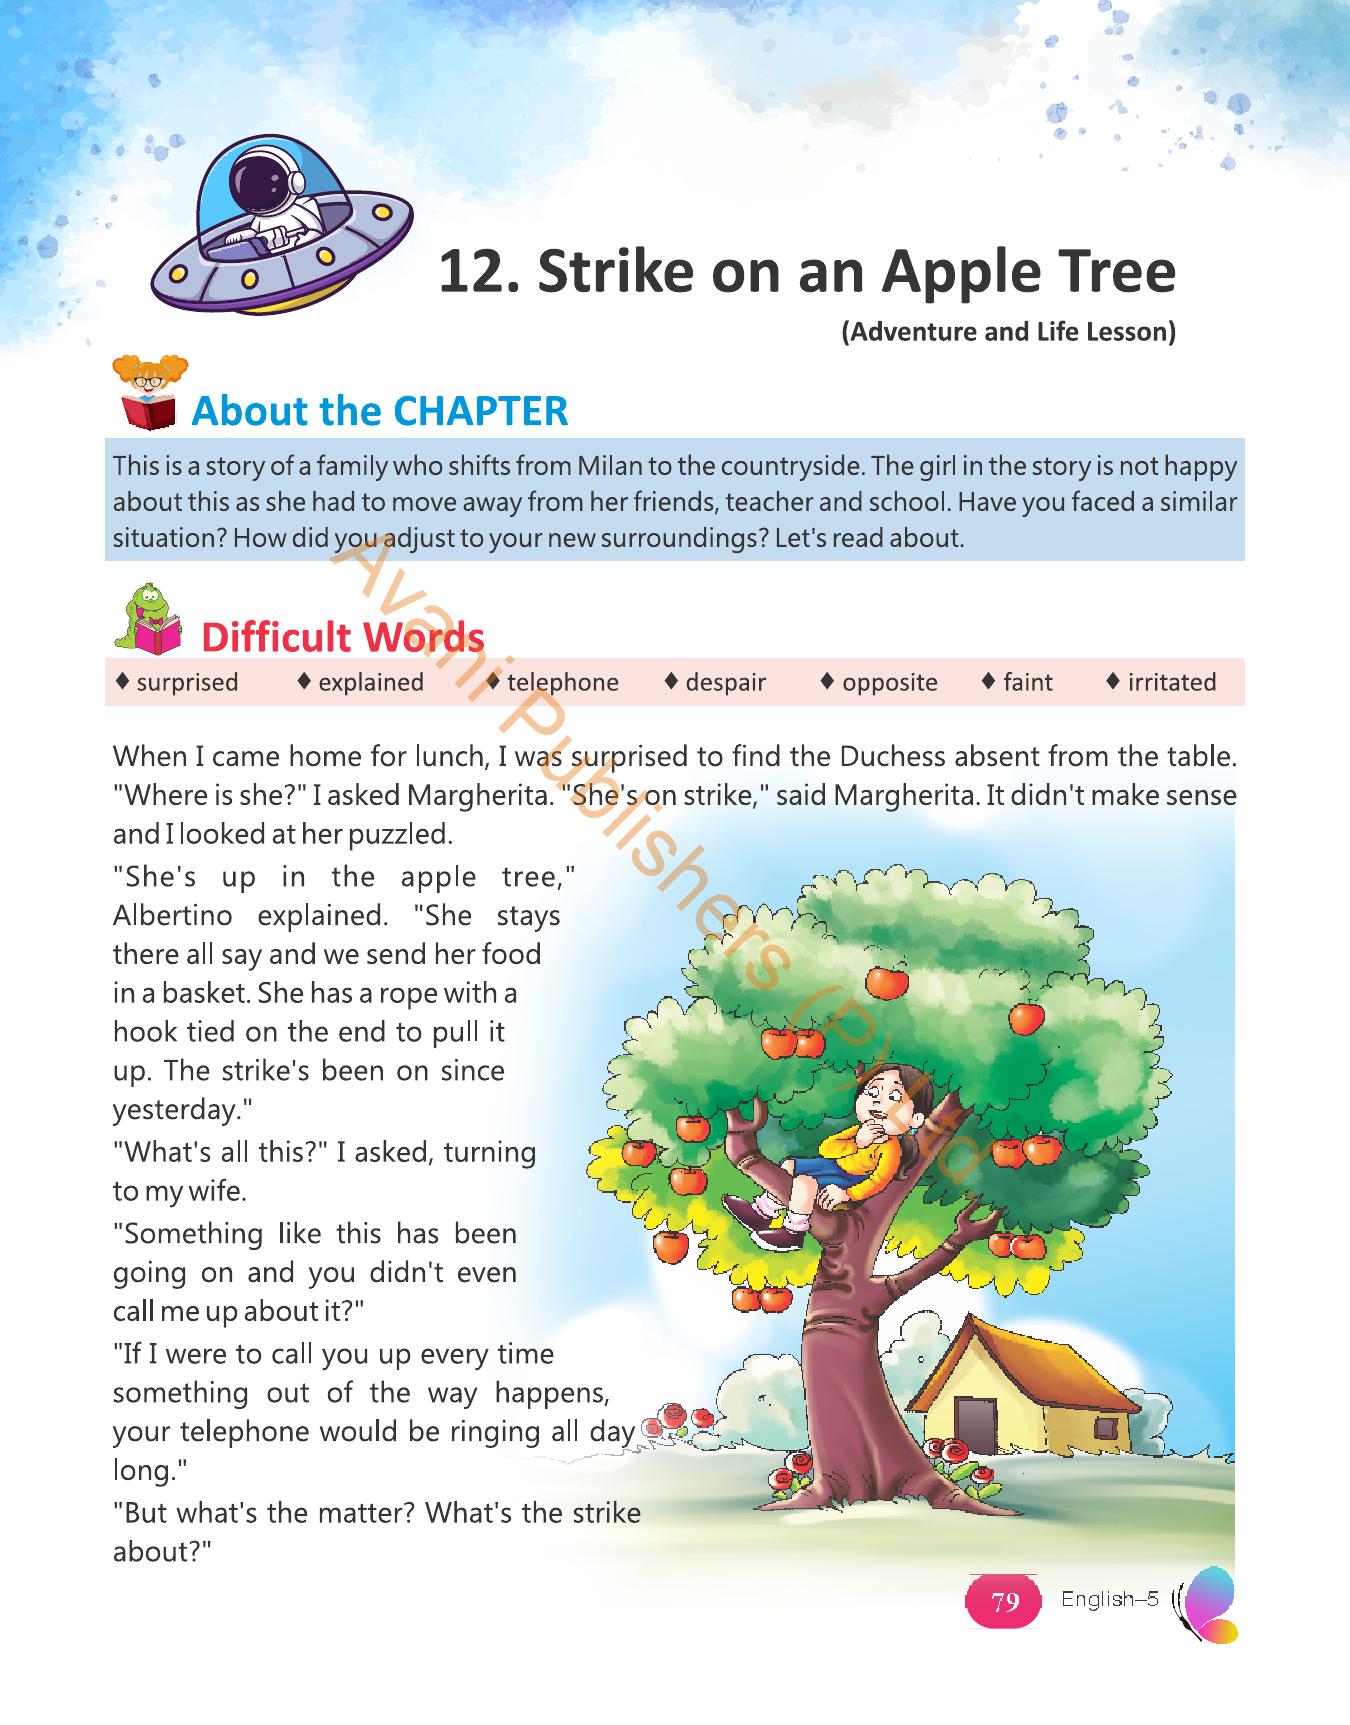 12. Strike on an Apple Tree
(Adventure and Life Lesson)
About the CHAPTER
This is a story of a family who shifts from Milan to the countryside. The girl in the story is not happy
about this as she had to move away from her friends, teacher and school. Have you faced a similar
situation? How did you adjust to your new surroundings? Let's read about.
Difficult Words
♦ surprised ♦ explained ♦ telephone ♦ despair ♦ opposite ♦ faint ♦ irritated
When I came home for lunch, I was surprised to find the Duchess absent from the table.
"Where is she?" I asked Margherita. "She's on strike," said Margherita. It didn't make sense
and I looked at her puzzled.
"She's up in the apple tree,"
Albertino explained. "She stays
there all say and we send her food
in a basket. She has a rope with a
hook tied on the end to pull it
up. The strike's been on since
yesterday."
"What's all this?" I asked, turning
to my wife.
"Something like this has been
going on and you didn't even
call me up about it?"
"If I were to call you up every time
something out of the way happens,
your telephone would be ringing all day
long."
"But what's the matter? What's the strike
about?"
79 English–5
Avani Publishers (P) Ltd